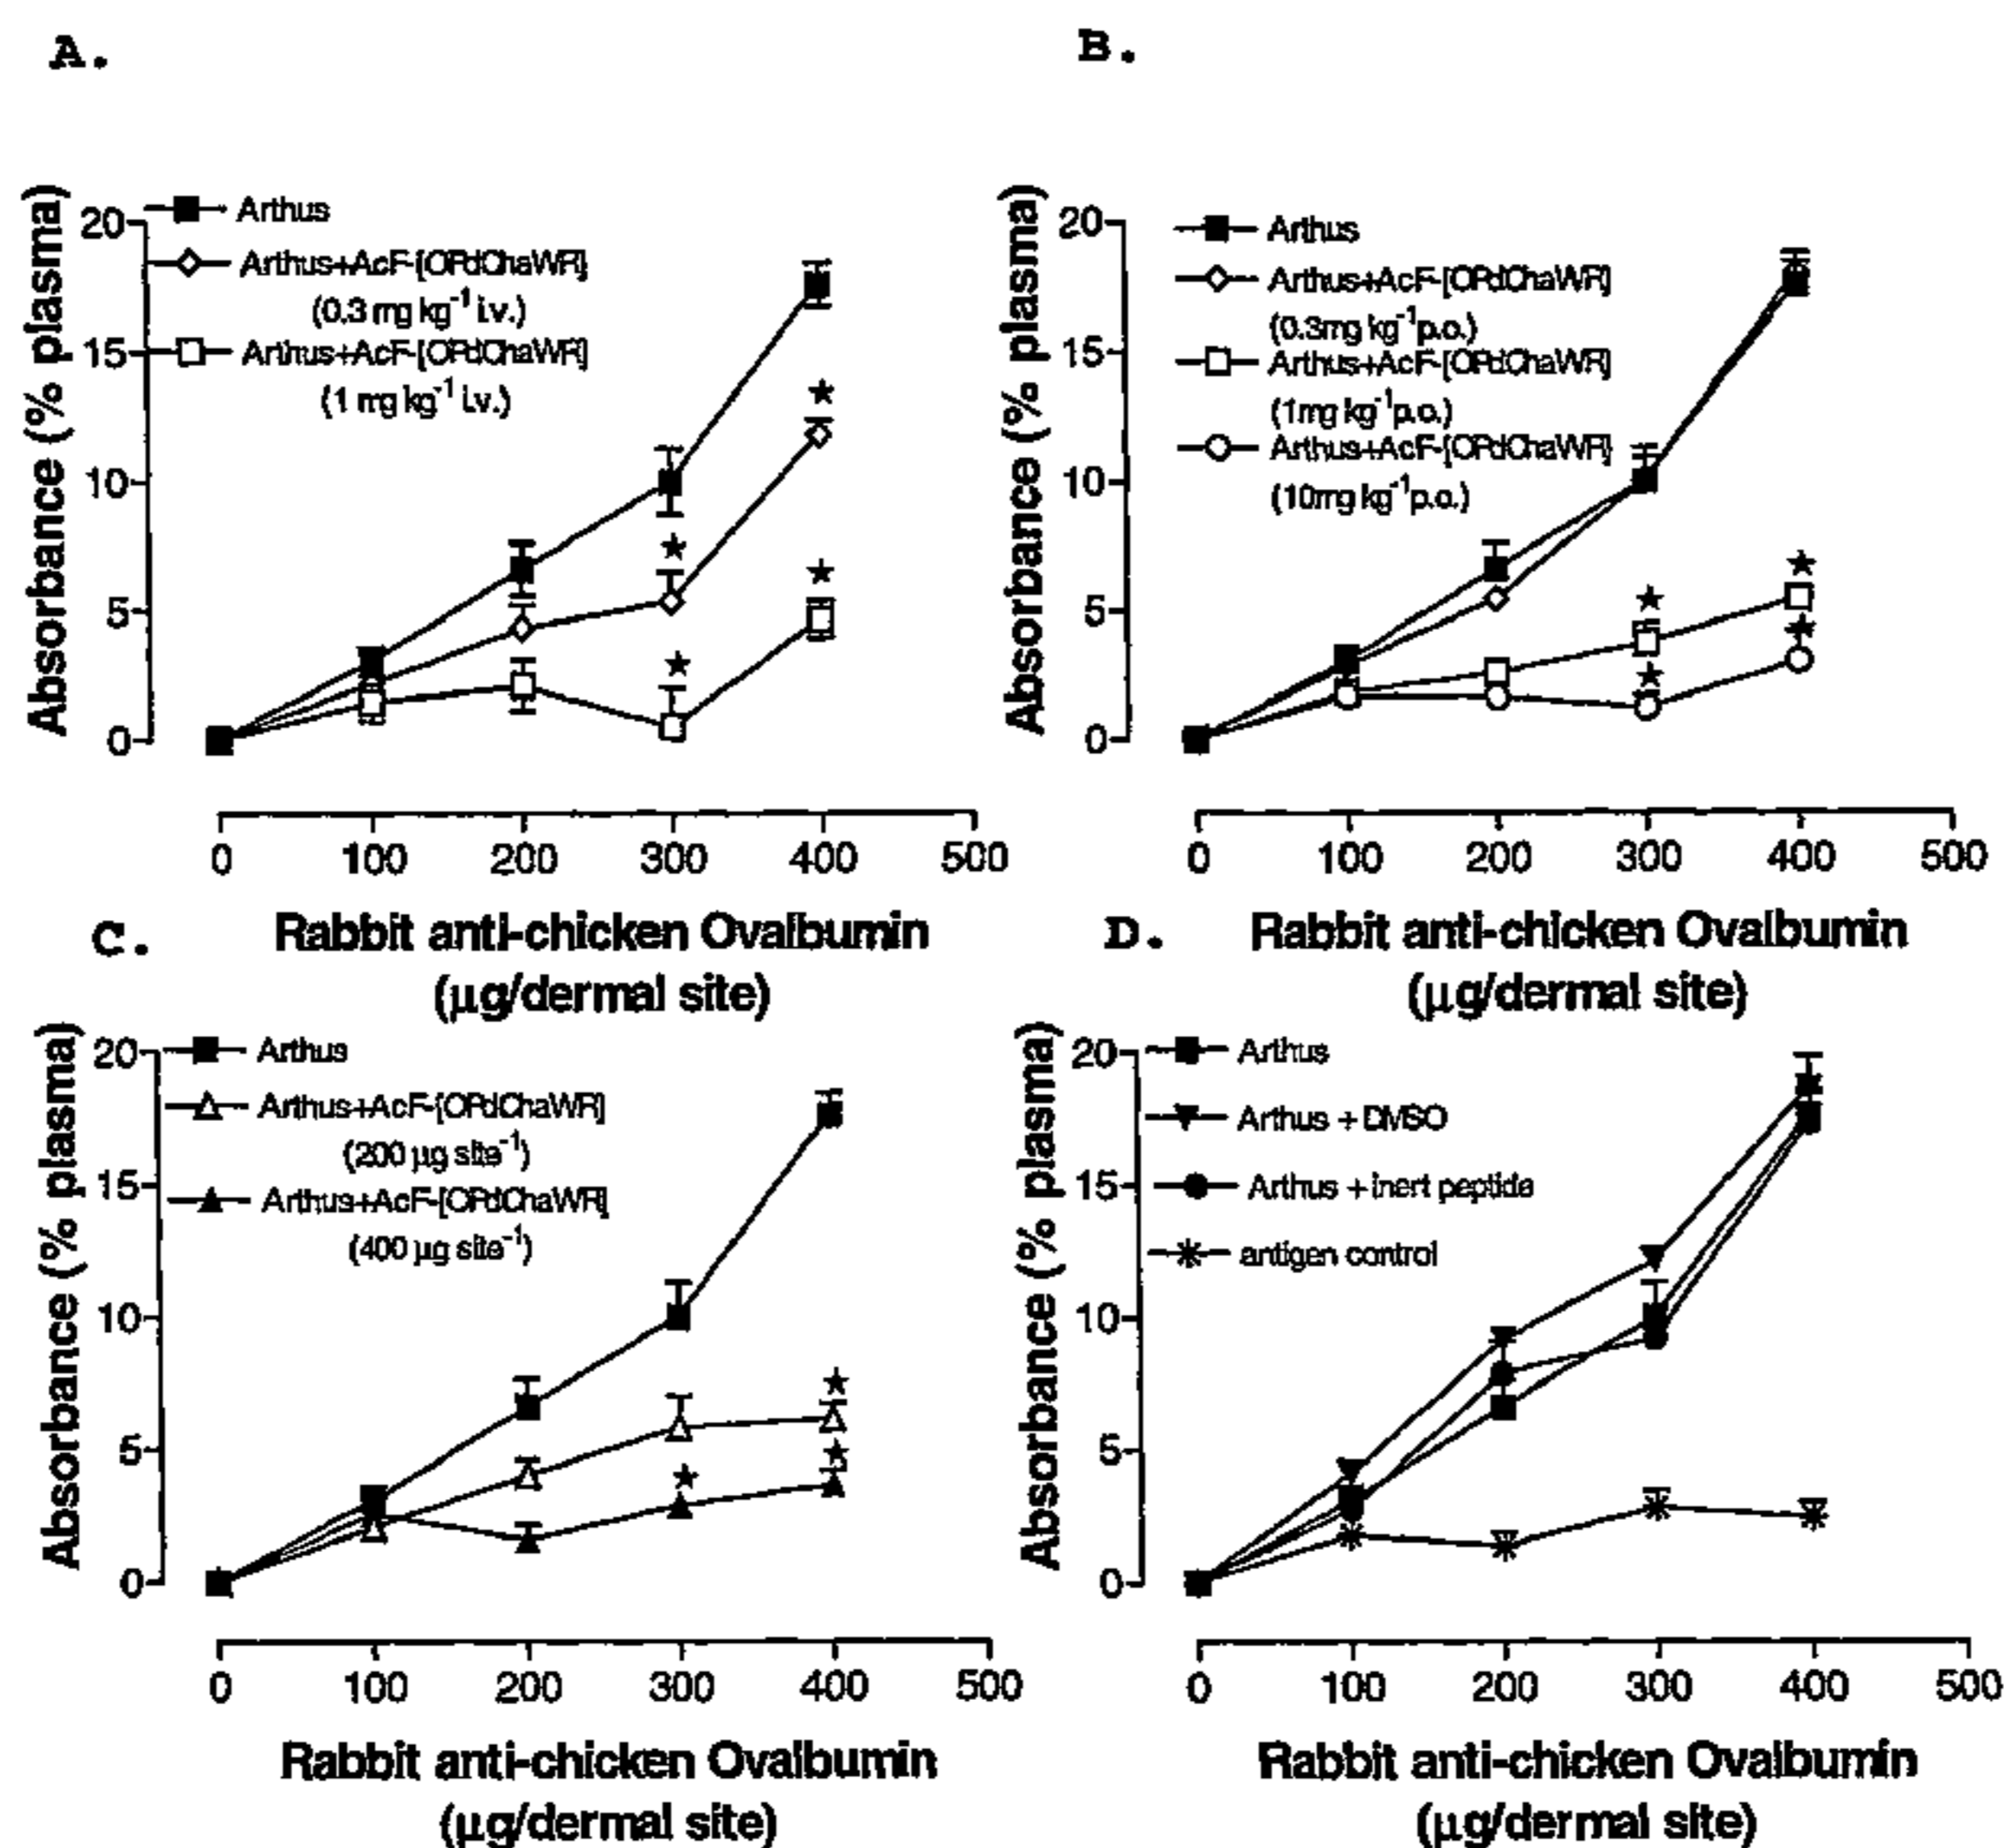 A.
20
15
10
5
0
Absorbance (% plasma)
Arthus
Arthus+AcF-[OPdChaWR]
(0.3 mg kg⁻¹ i.v.)
Arthus+AcF-[OPdChaWR]
(1 mg kg⁻¹ i.v.)
★
★
★
★
0 100 200 300 400 500
Rabbit anti-chicken Ovalbumin
(μg/dermal site)
B.
20
15
10
5
0
Absorbance (% plasma)
Arthus
Arthus+AcF-[OPdChaWR]
(0.3mg kg⁻¹p.o.)
Arthus+AcF-[OPdChaWR]
(1mg kg⁻¹p.o.)
Arthus+AcF-[OPdChaWR]
(10mg kg⁻¹p.o.)
★
★
★
★
0 100 200 300 400 500
Rabbit anti-chicken Ovalbumin
(μg/dermal site)
C.
20
15
10
5
0
Absorbance (% plasma)
Arthus
Arthus+AcF-[OPdChaWR]
(200 μg site⁻¹)
Arthus+AcF-[OPdChaWR]
(400 μg site⁻¹)
★
★
★
0 100 200 300 400 500
Rabbit anti-chicken Ovalbumin
(μg/dermal site)
D.
20
15
10
5
0
Absorbance (% plasma)
Arthus
Arthus + DMSO
Arthus + inert peptide
antigen control
0 100 200 300 400 500
Rabbit anti-chicken Ovalbumin
(μg/dermal site)